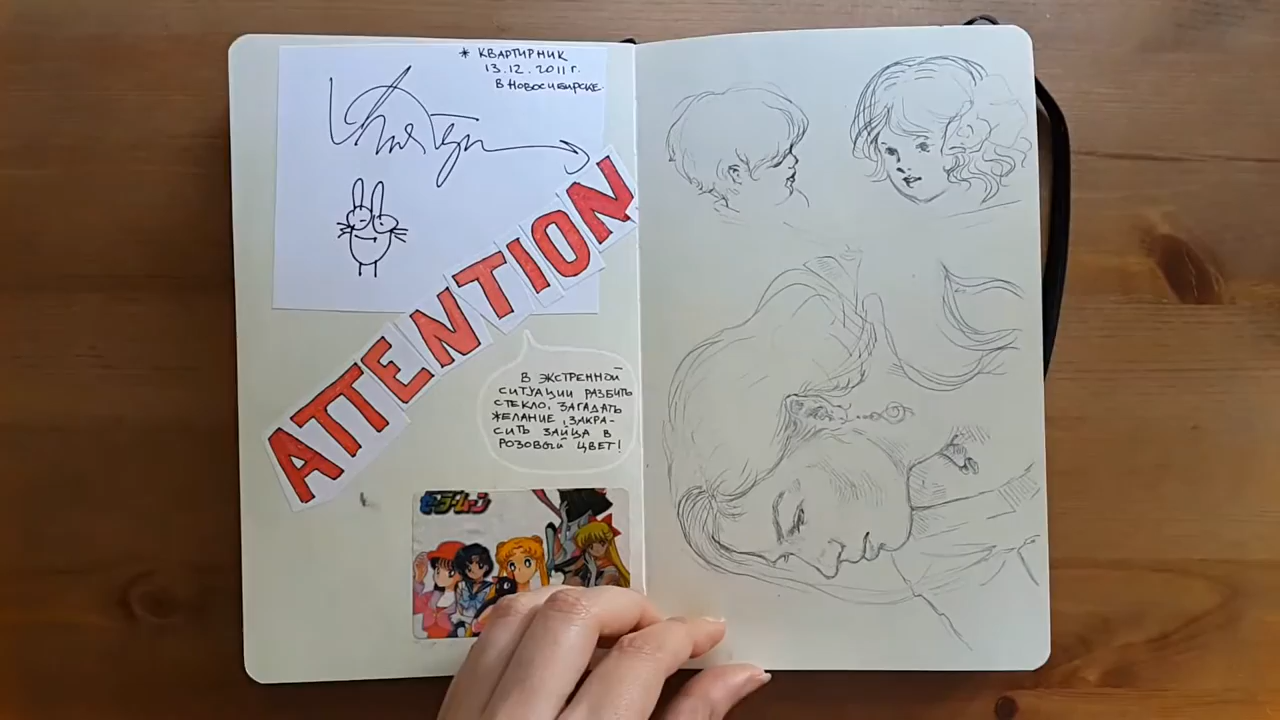 * КВАРТИРНИК
13.12.2011 г.
В НОВОСИБИРСКЕ.
ATTENTION
В ЭКСТРЕННОЙ
СИТУАЦИИ РАЗБИТЬ
СТЕКЛО, ЗАГАДАТЬ
ЖЕЛАНИЕ, ЗАКРА-
СИТЬ ЗАЙЦА В
РОЗОВЫЙ ЦВЕТ!
セーラームーン